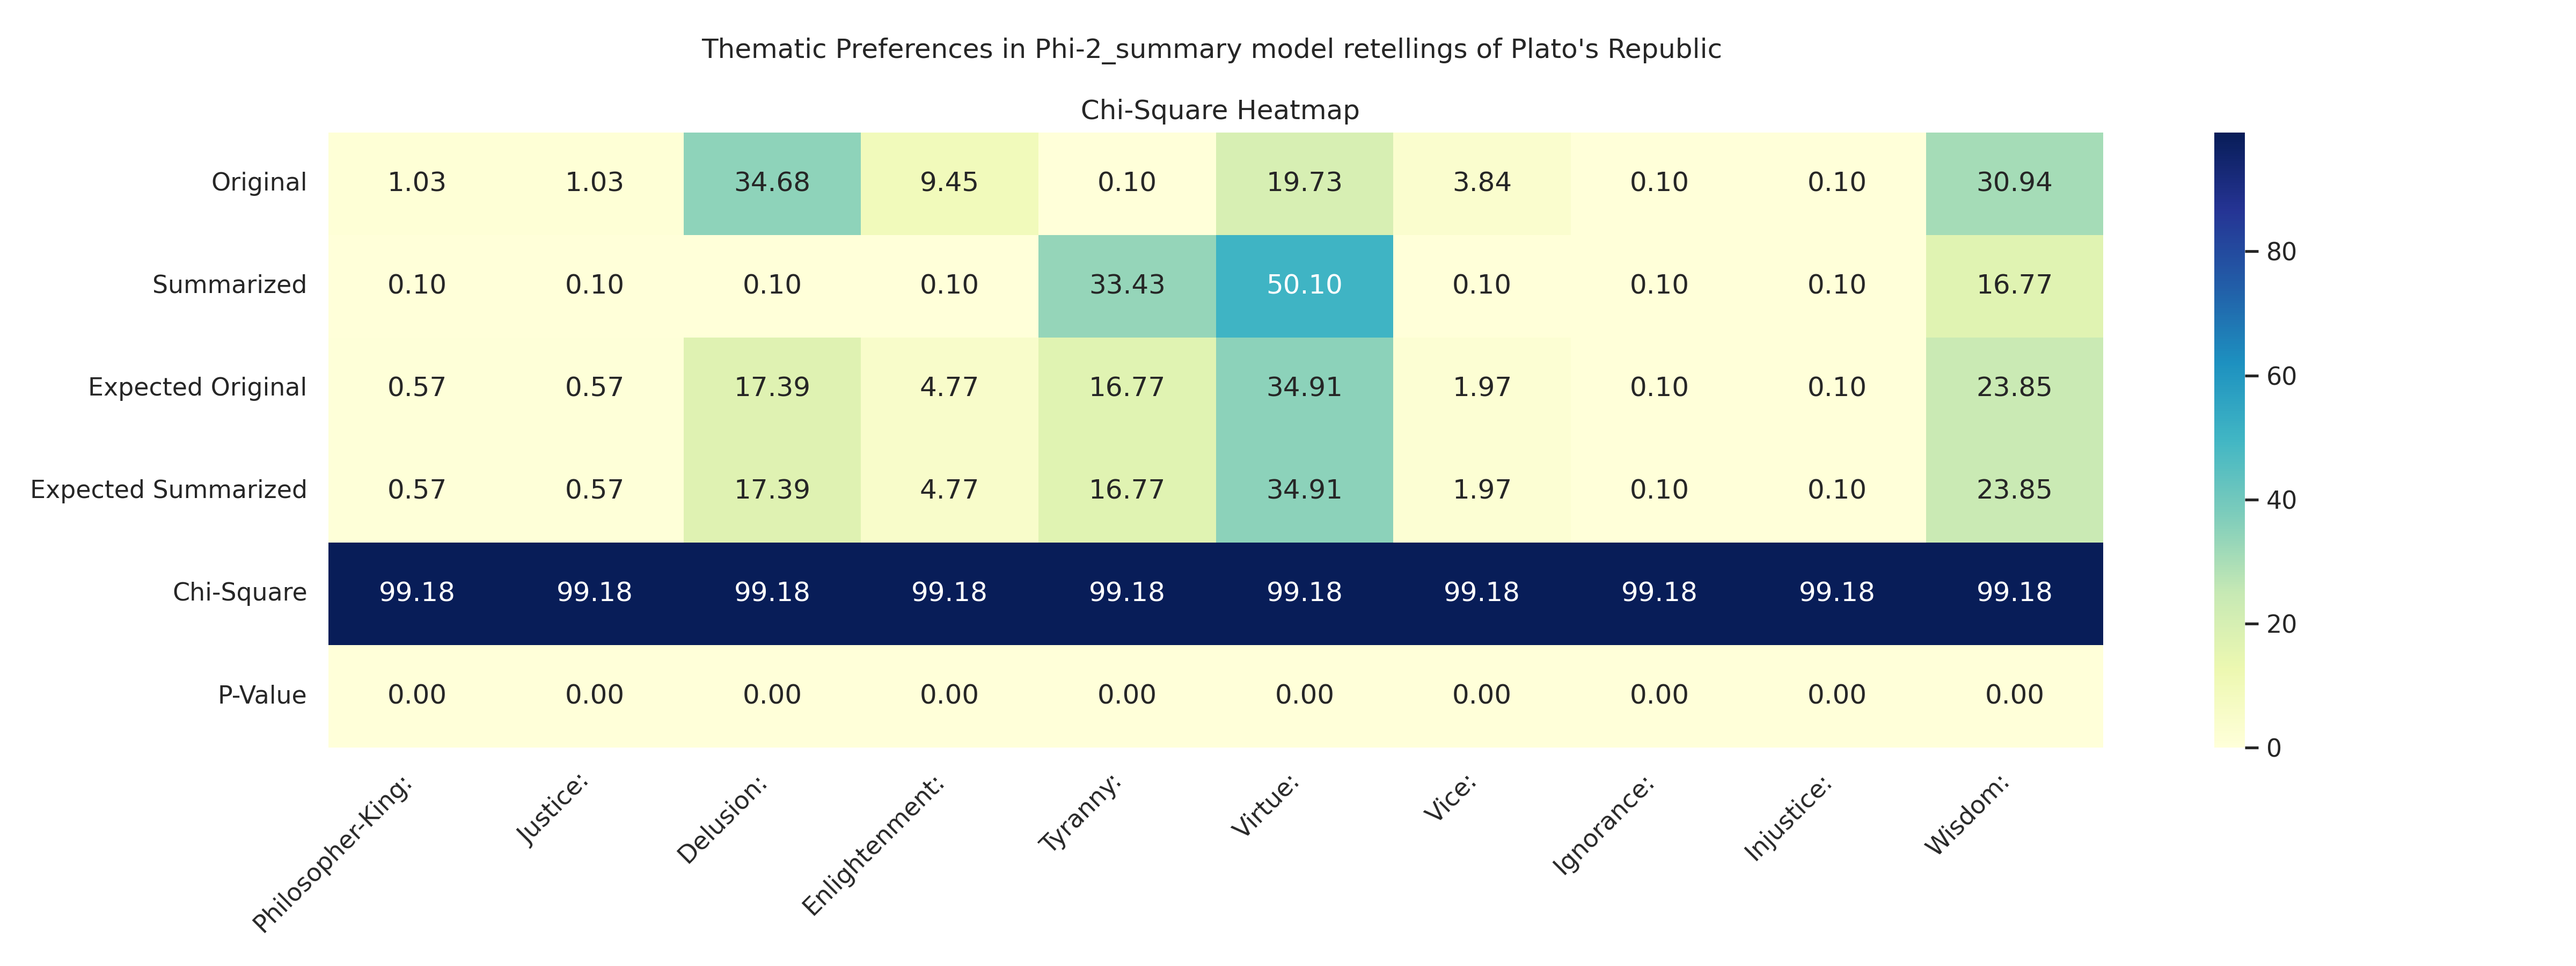 Thematic Preferences in Phi-2_summary model retellings of Plato's Republic
Chi-Square Heatmap
Original 1.03 1.03 34.68 9.45 0.10 19.73 3.84 0.10 0.10 30.94
Summarized 0.10 0.10 0.10 0.10 33.43 50.10 0.10 0.10 0.10 16.77
Expected Original 0.57 0.57 17.39 4.77 16.77 34.91 1.97 0.10 0.10 23.85
Expected Summarized 0.57 0.57 17.39 4.77 16.77 34.91 1.97 0.10 0.10 23.85
Chi-Square 99.18 99.18 99.18 99.18 99.18 99.18 99.18 99.18 99.18 99.18
P-Value 0.00 0.00 0.00 0.00 0.00 0.00 0.00 0.00 0.00 0.00
Philosopher-King: Justice: Delusion: Enlightenment: Tyranny: Virtue: Vice: Ignorance: Injustice: Wisdom:
80
60
40
20
0